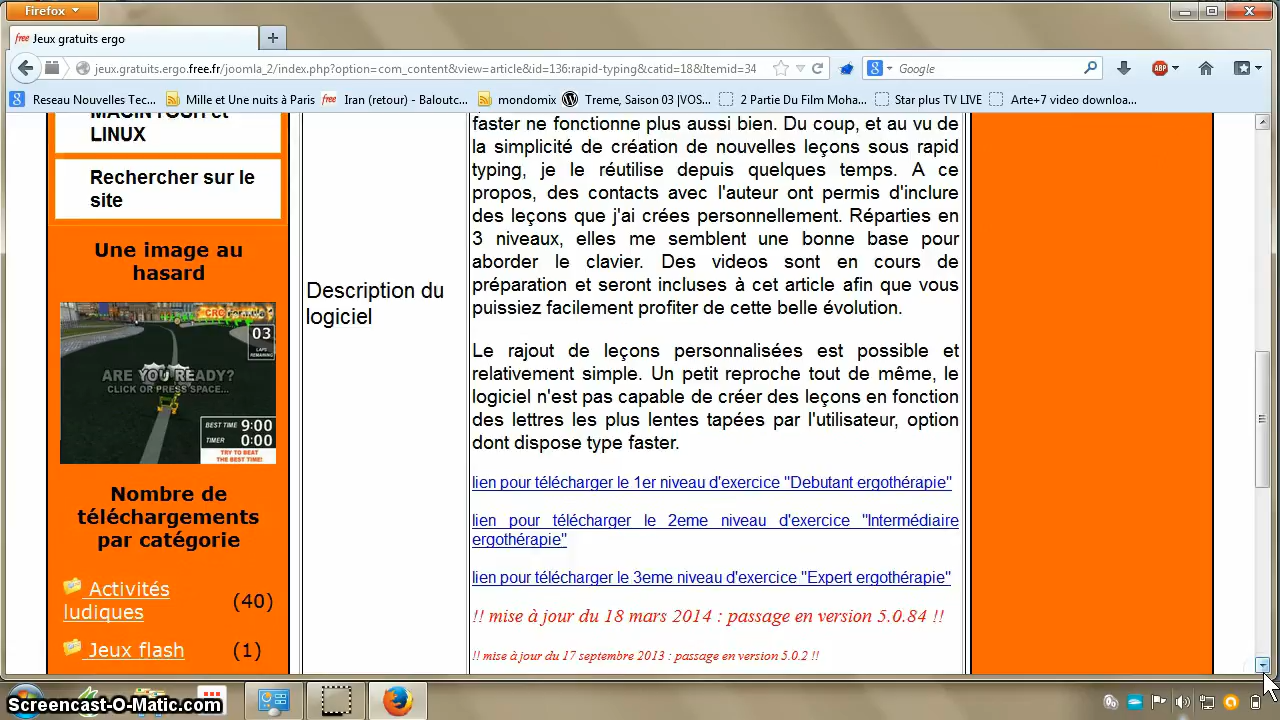 Firefox
free Jeux gratuits ergo
jeux.gratuits.ergo.free.fr/joomla_2/index.php?option=com_content&view=article&id=136:rapid-typing&catid=18&Itemid=34
Google
ABP
Reseau Nouvelles Tec...
Mille et Une nuits à Paris
free Iran (retour) - Baloutc...
mondomix
Treme, Saison 03 |VOS...
2 Partie Du Film Moha...
Star plus TV LIVE
Arte+7 video downloa...
MACINTOSH et
LINUX
Rechercher sur le
site
Une image au
hasard
03
LAPS
REMAINING
ARE YOU READY?
CLICK OR PRESS SPACE...
BEST TIME 9:00
TIMER 0:00
TRY TO BEAT
THE BEST TIME!
Nombre de
téléchargements
par catégorie
Activités
ludiques
(40)
Jeux flash (1)
Description du
logiciel
faster ne fonctionne plus aussi bien. Du coup, et au vu de
la simplicité de création de nouvelles leçons sous rapid
typing, je le réutilise depuis quelques temps. A ce
propos, des contacts avec l'auteur ont permis d'inclure
des leçons que j'ai crées personnellement. Réparties en
3 niveaux, elles me semblent une bonne base pour
aborder le clavier. Des videos sont en cours de
préparation et seront incluses à cet article afin que vous
puissiez facilement profiter de cette belle évolution.
Le rajout de leçons personnalisées est possible et
relativement simple. Un petit reproche tout de même, le
logiciel n'est pas capable de créer des leçons en fonction
des lettres les plus lentes tapées par l'utilisateur, option
dont dispose type faster.
lien pour télécharger le 1er niveau d'exercice "Debutant ergothérapie"
lien pour télécharger le 2eme niveau d'exercice "Intermédiaire
ergothérapie"
lien pour télécharger le 3eme niveau d'exercice "Expert ergothérapie"
!! mise à jour du 18 mars 2014 : passage en version 5.0.84 !!
!! mise à jour du 17 septembre 2013 : passage en version 5.0.2 !!
Screencast-O-Matic.com